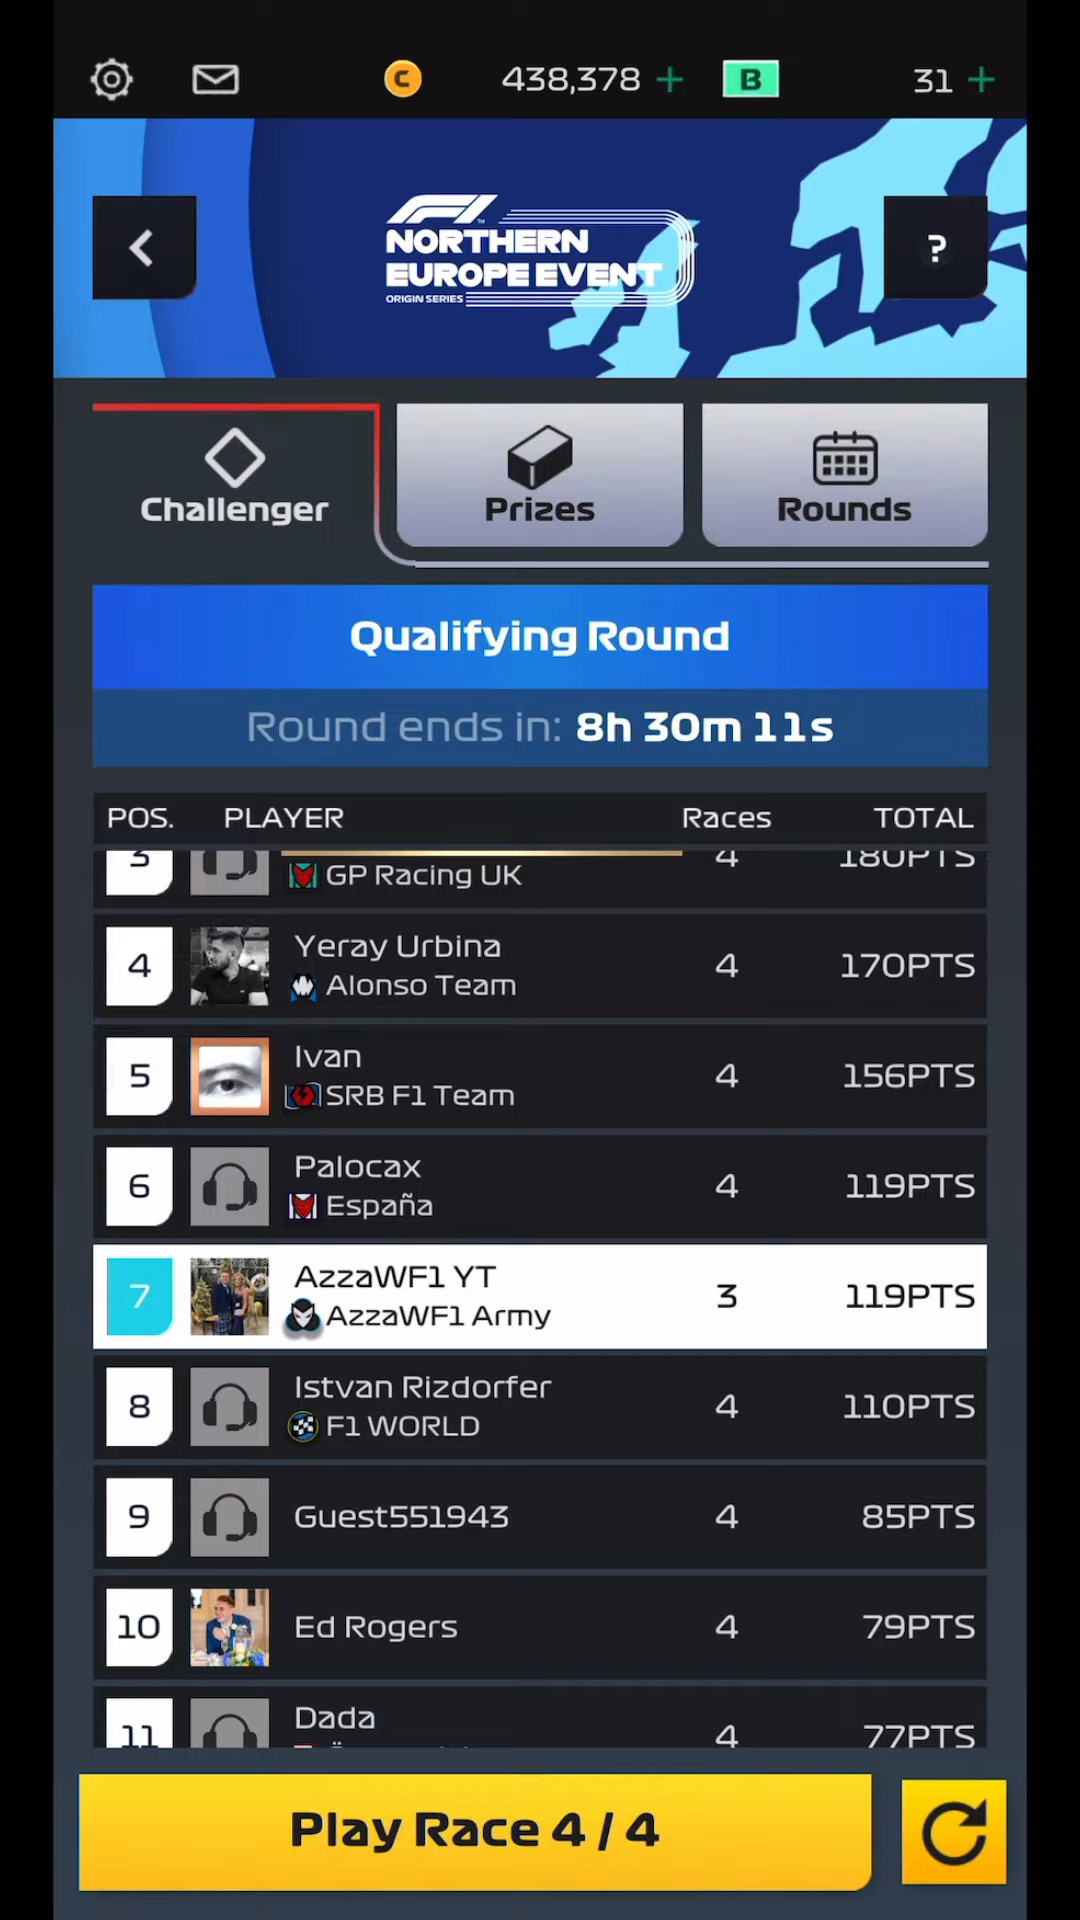 C 438,378 + B 31 +
F1
NORTHERN
EUROPE EVENT
ORIGIN SERIES
?
Challenger Prizes Rounds
Qualifying Round
Round ends in: 8h 30m 11s
POS. PLAYER Races TOTAL
3 GP Racing UK 4 180PTS
4 Yeray Urbina 4 170PTS
Alonso Team
5 Ivan 4 156PTS
SRB F1 Team
6 Palocax 4 119PTS
España
7 AzzaWF1 YT 3 119PTS
AzzaWF1 Army
8 Istvan Rizdorfer 4 110PTS
F1 WORLD
9 Guest551943 4 85PTS
10 Ed Rogers 4 79PTS
11 Dada 4 77PTS
Play Race 4 / 4